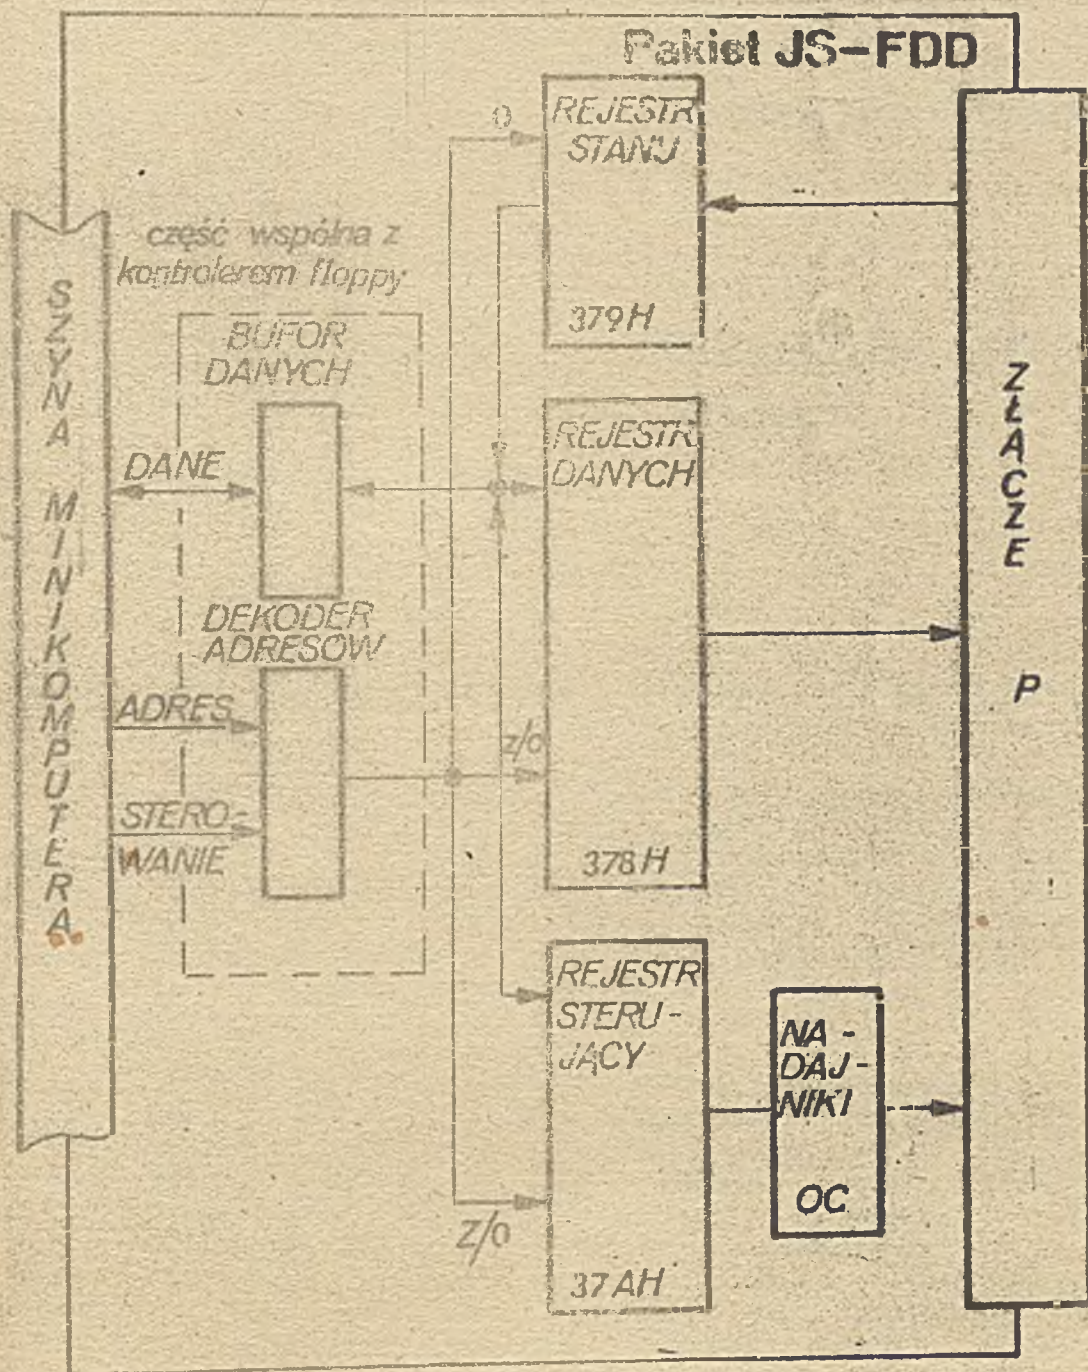 Pakiet JS-FDD
O
REJESTR
STANU
379H
część wspólna z
kontrolerem floppy
SZYNA MINIKOMPUTERA
BUFOR
DANYCH
DANE
DEKODER
ADRESÓW
ADRES
STERO-
WANIE
REJESTR
DANYCH
z/o
378H
REJESTR
STERU-
JĄCY
Z/O
37AH
NA-
DAJ-
NIKI
OC
ZŁĄCZE P